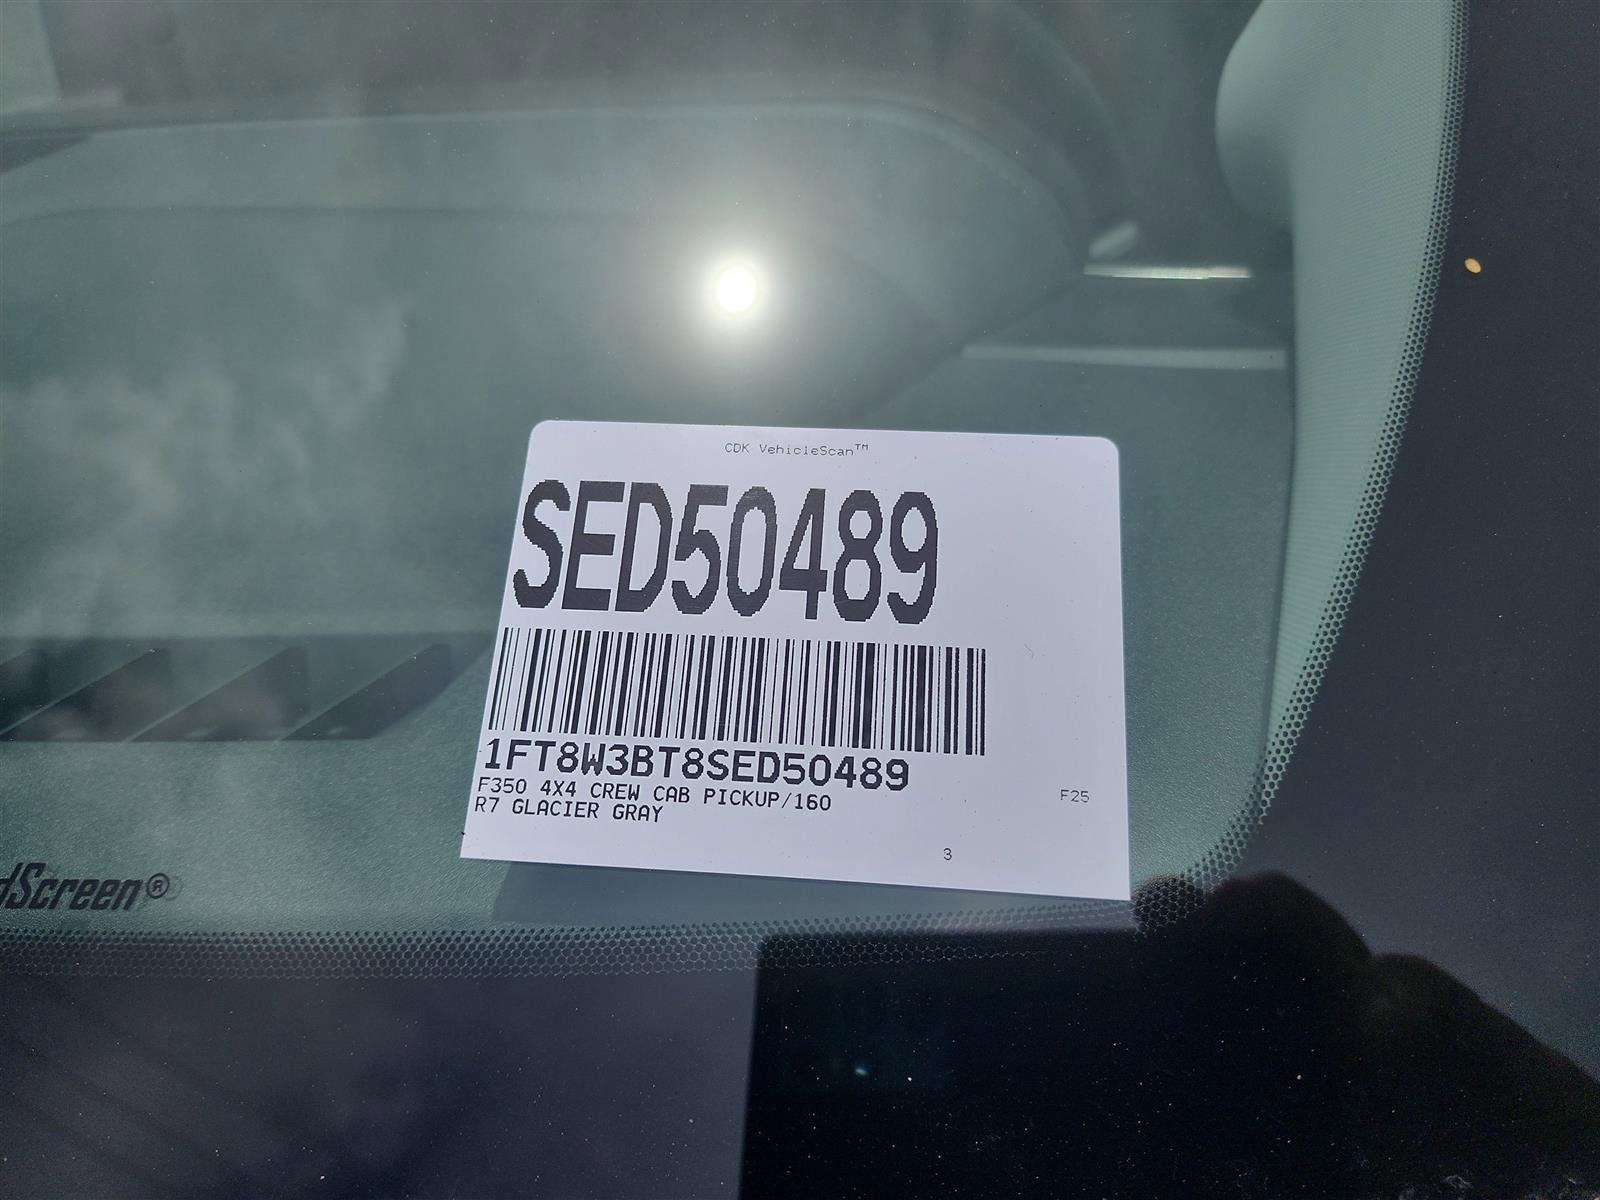 CDK VehicleScan™
SED50489
1FT8W3BT8SED50489
F350 4X4 CREW CAB PICKUP/160
R7 GLACIER GRAY
F25
3
dScreen®